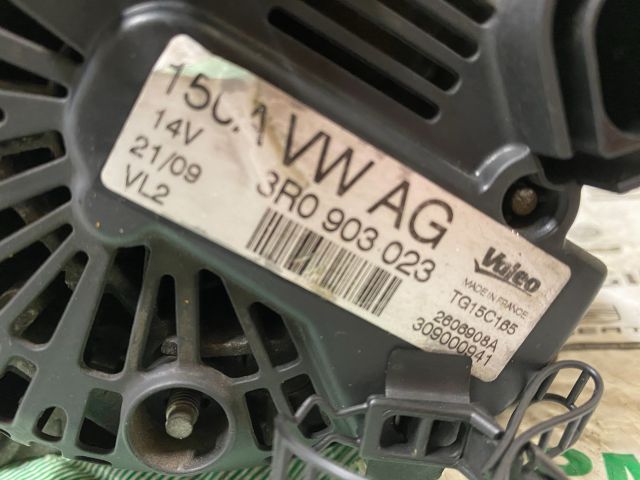 150A VW AG
14V
21/09 3R0 903 023
VL2
Valeo
MADE IN FRANCE
TG15C185
2608908A
309000941